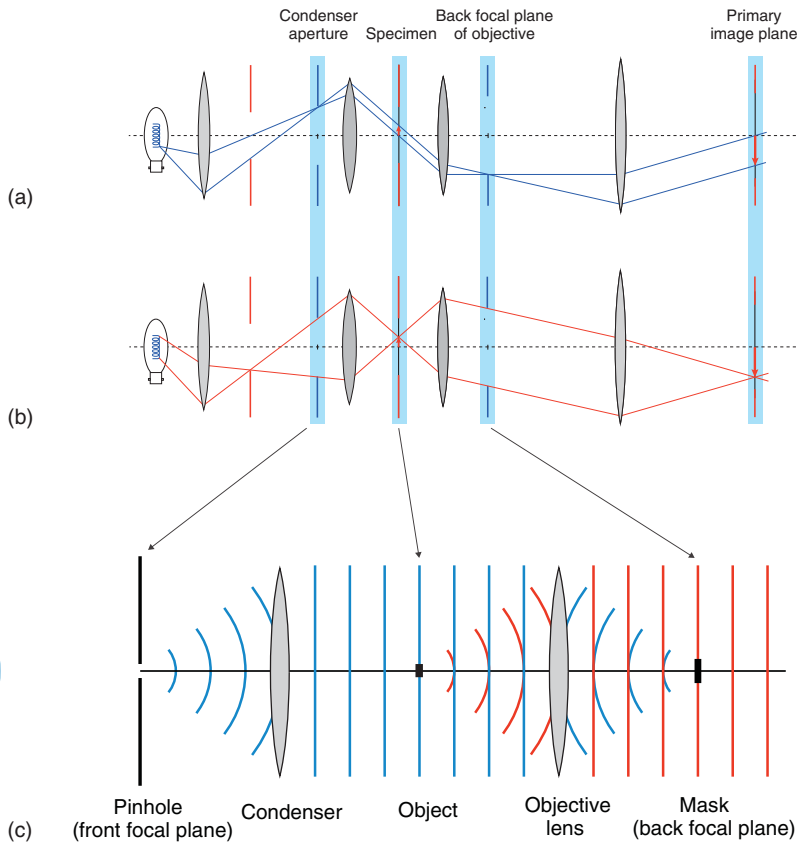 Condenser
aperture
Specimen
Back focal plane
of objective
Primary
image plane
(a)
(b)
Pinhole
(front focal plane)
Condenser
Object
Objective
lens
Mask
(back focal plane)
(c)